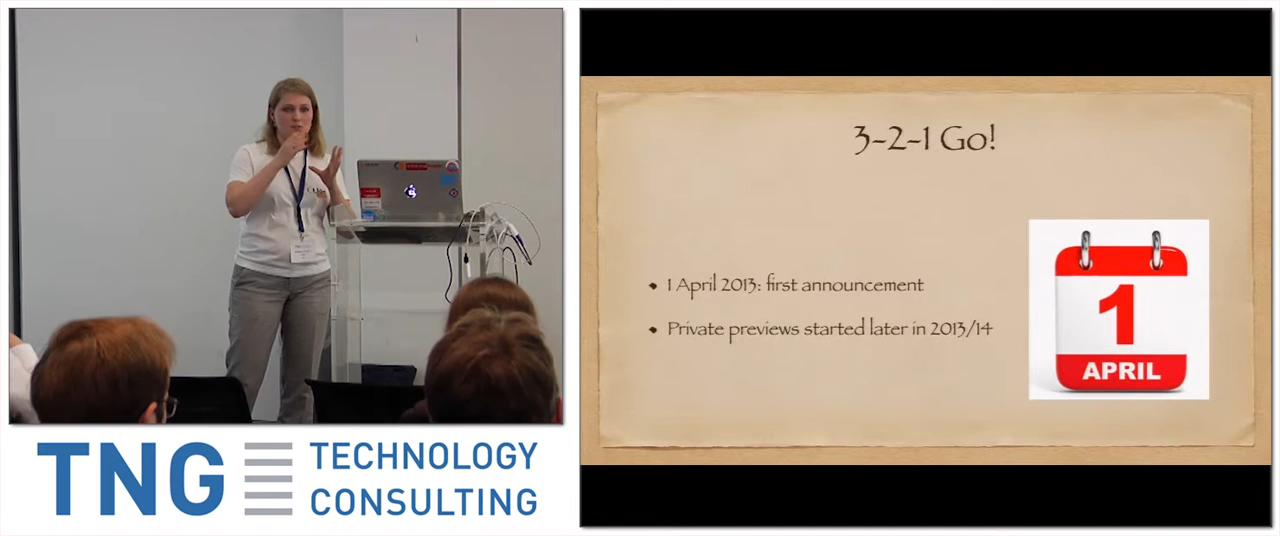 3-2-1 Go!
• 1 April 2013: first announcement
• Private previews started later in 2013/14
1
APRIL
TNG TECHNOLOGY
CONSULTING